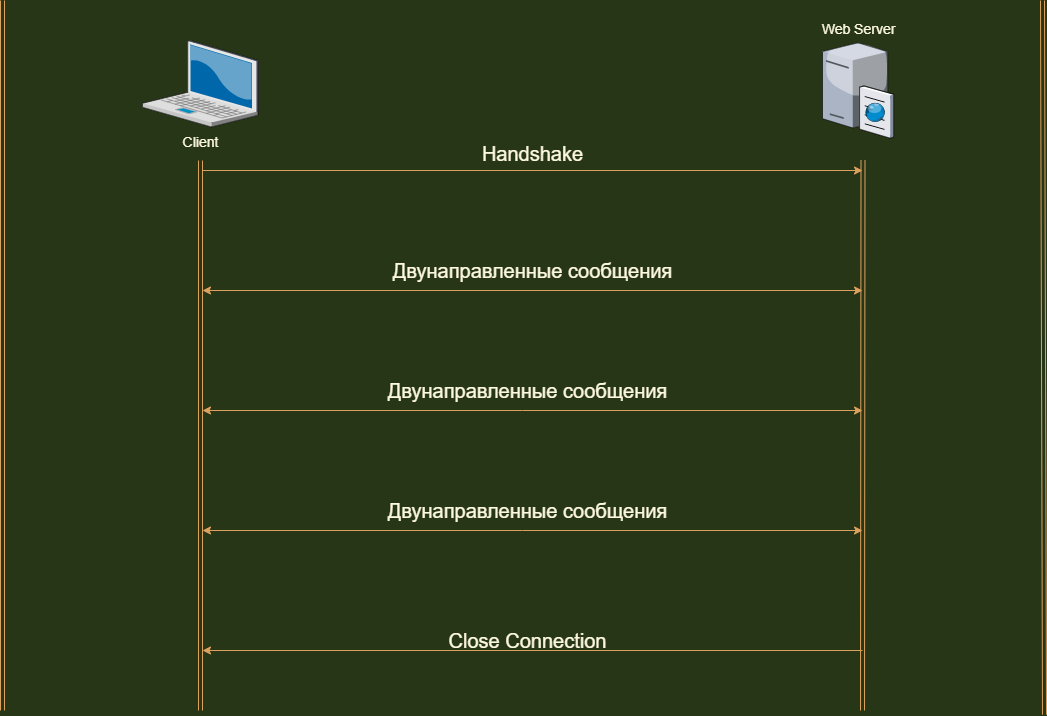 Web Server
Client
Handshake
Двунаправленные сообщения
Двунаправленные сообщения
Двунаправленные сообщения
Close Connection